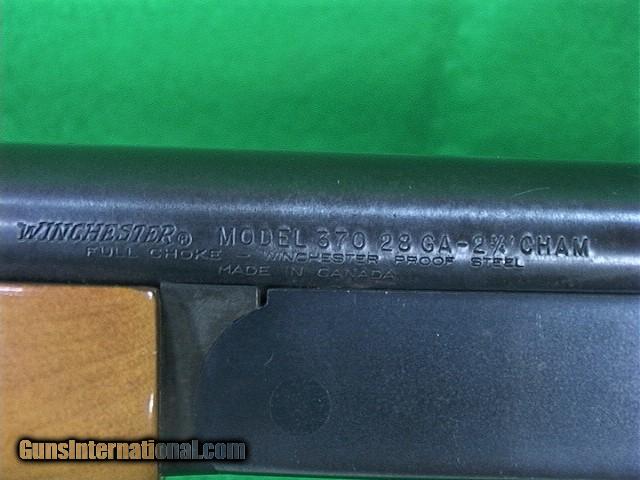 WINCHESTER® MODEL 370 28 GA-2¾" CHAM
FULL CHOKE - WINCHESTER PROOF STEEL
MADE IN CANADA
GunsInternational.com